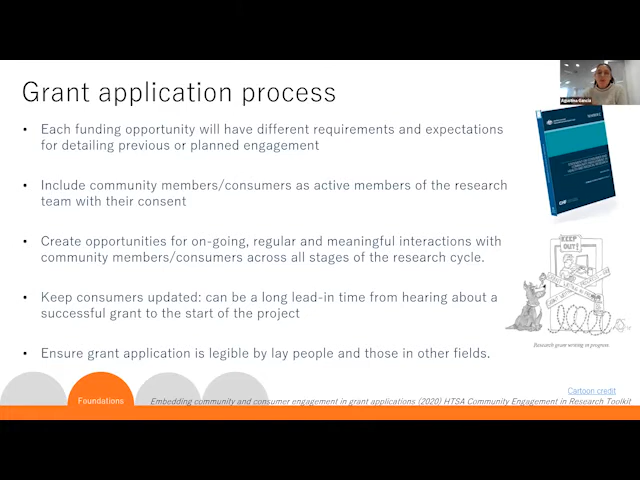 Grant application process
Agustina Garcia
• Each funding opportunity will have different requirements and expectations
for detailing previous or planned engagement
• Include community members/consumers as active members of the research
team with their consent
• Create opportunities for on-going, regular and meaningful interactions with
community members/consumers across all stages of the research cycle.
• Keep consumers updated: can be a long lead-in time from hearing about a
successful grant to the start of the project
• Ensure grant application is legible by lay people and those in other fields.
KEEP
OUT!
Research grant writing in progress.
Cartoon credit
Foundations
Embedding community and consumer engagement in grant applications (2020) HTSA Community Engagement in Research Toolkit